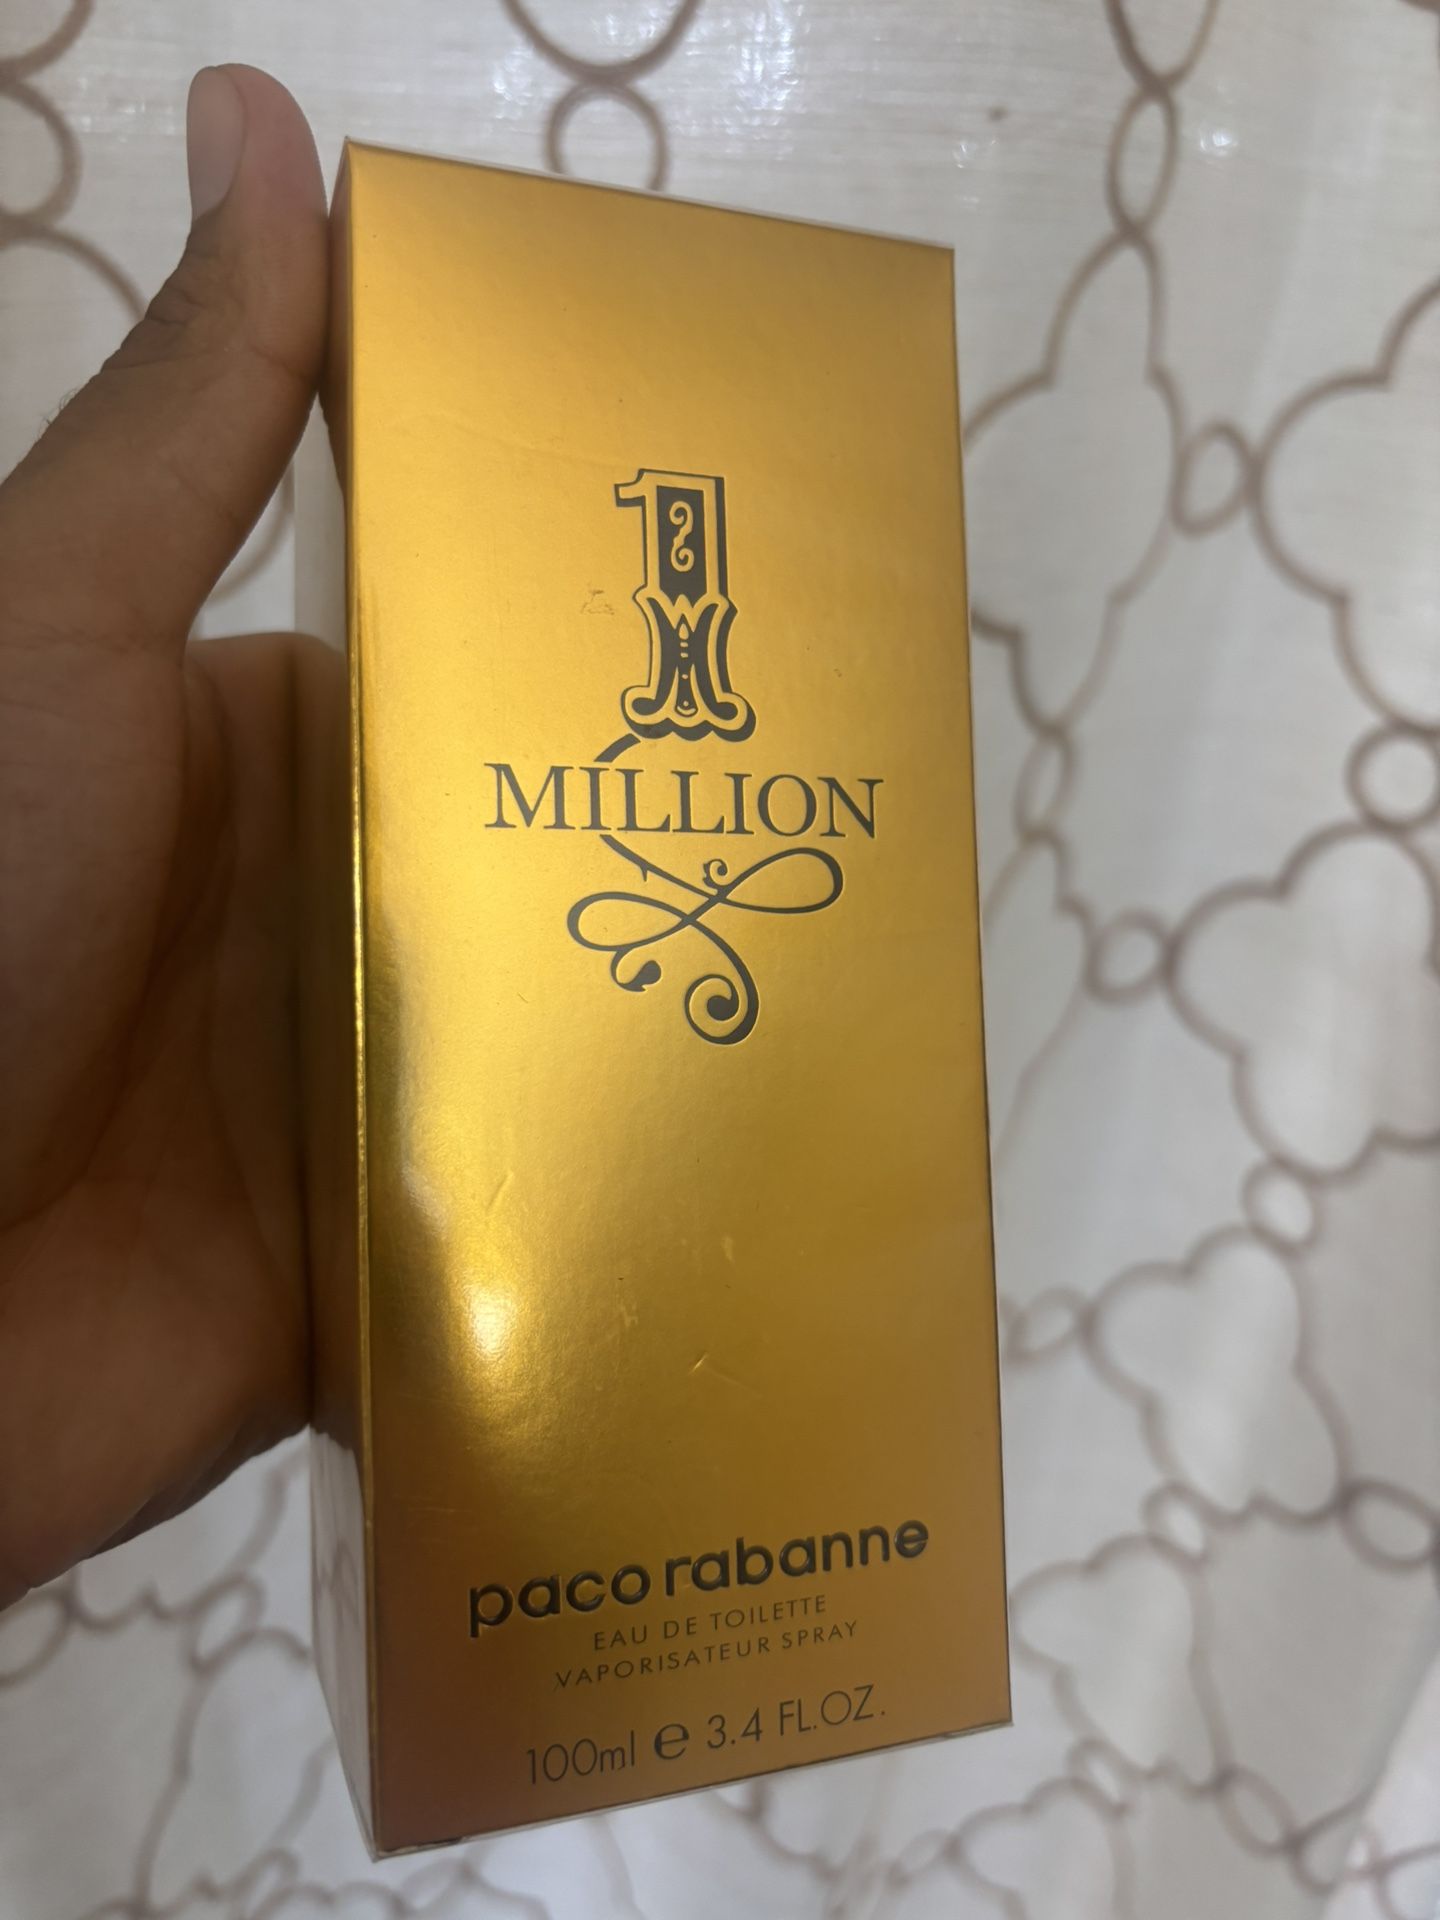 1
MILLION
paco rabanne
EAU DE TOILETTE
VAPORISATEUR SPRAY
100ml e 3.4 FL.OZ.